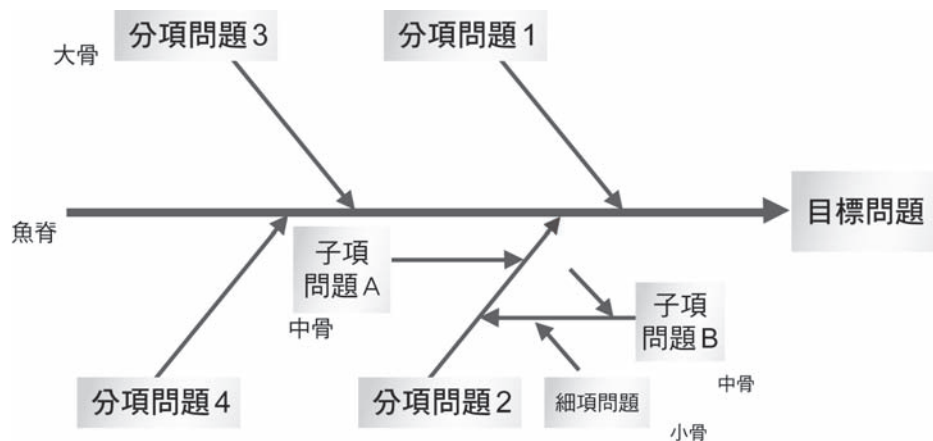 分項問題3
分項問題1
大骨
目標問題
魚脊
子項
問題A
中骨
子項
問題B
中骨
分項問題4
分項問題2
細項問題
小骨